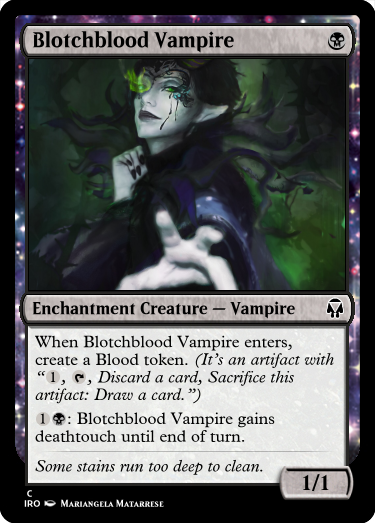 Blotchblood Vampire
Enchantment Creature — Vampire
When Blotchblood Vampire enters,
create a Blood token. (It's an artifact with
“1, , Discard a card, Sacrifice this
artifact: Draw a card.”)
1 : Blotchblood Vampire gains
deathtouch until end of turn.
Some stains run too deep to clean.
1/1
C
IRO Mariangela Matarrese